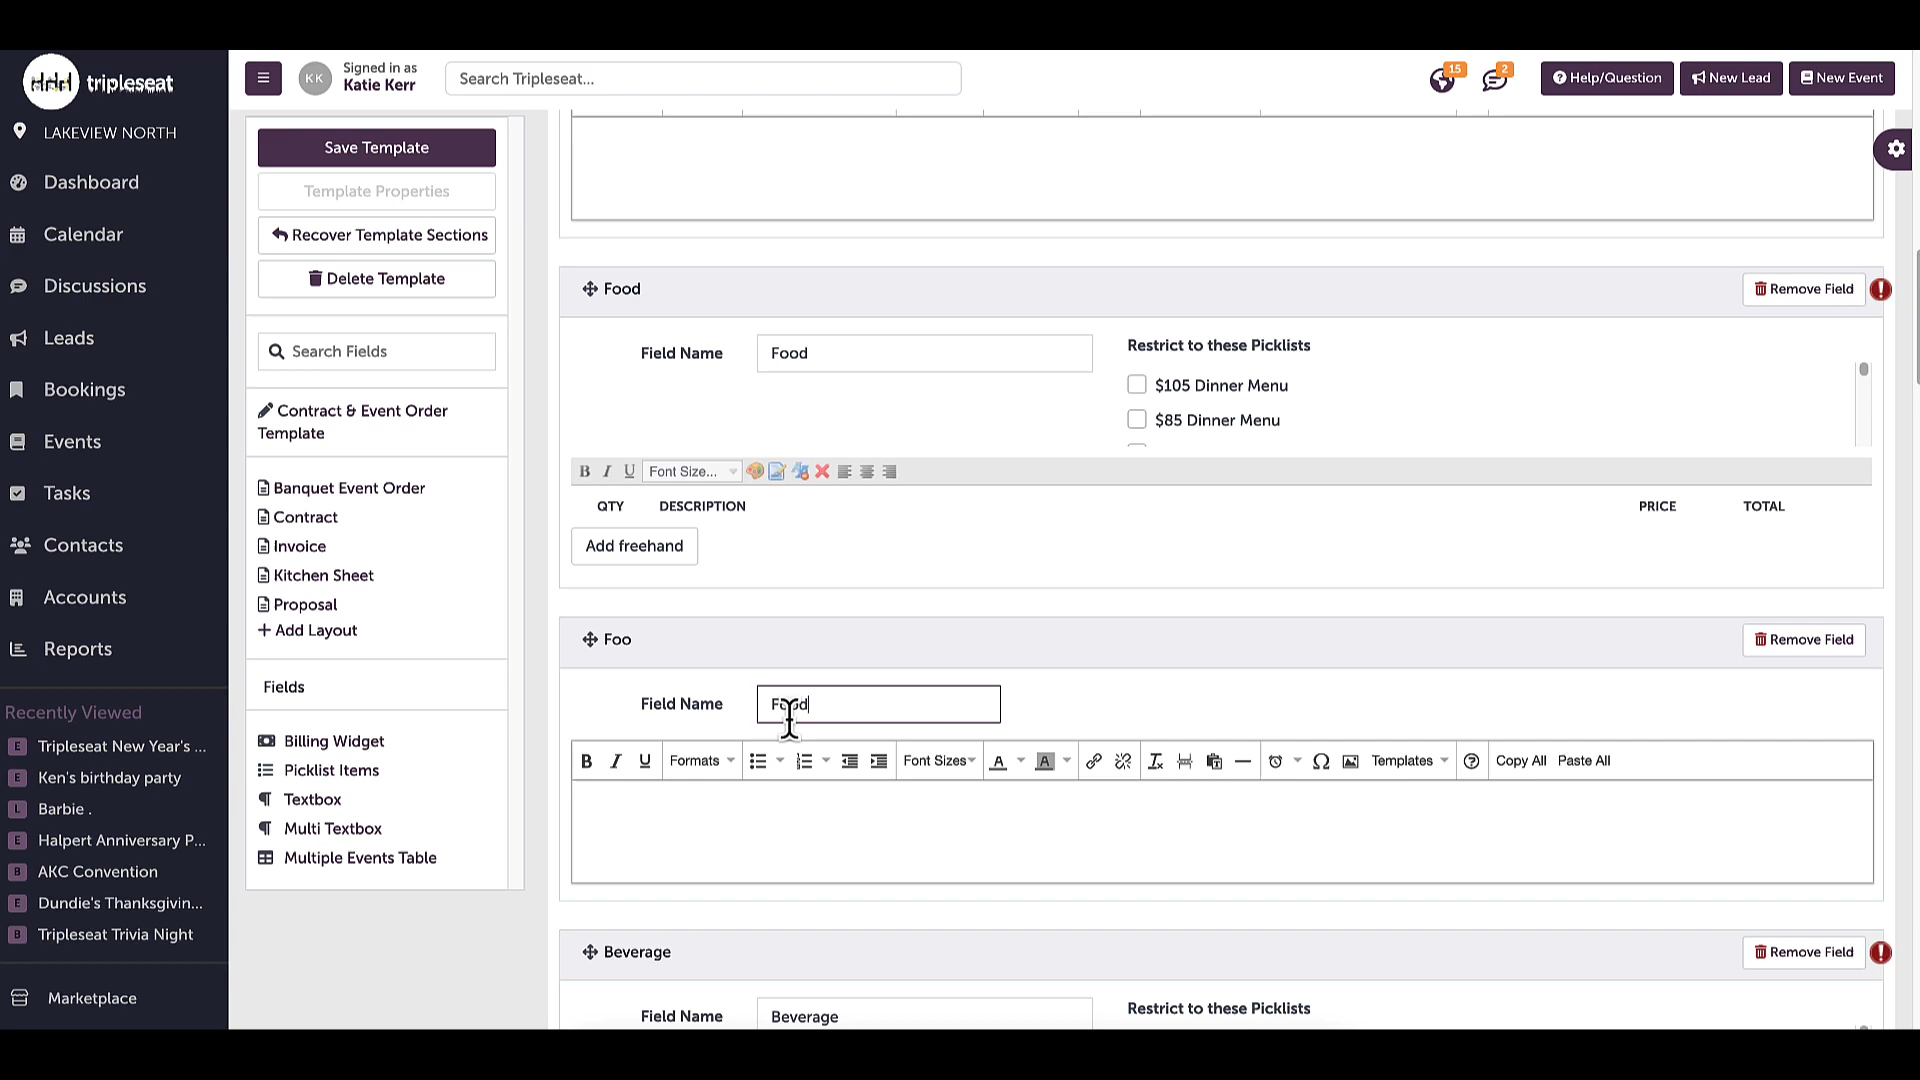 tripleseat
LAKEVIEW NORTH
Dashboard
Calendar
Discussions
Leads
Bookings
Events
Tasks
Contacts
Accounts
Reports
Recently Viewed
E Tripleseat New Year's ...
E Ken's birthday party
L Barbie .
E Halpert Anniversary P...
B AKC Convention
E Dundie's Thanksgivin...
B Tripleseat Trivia Night
Marketplace
KK
Signed in as
Katie Kerr
Search Tripleseat...
15
2
Help/Question
New Lead
New Event
Save Template
Template Properties
Recover Template Sections
Delete Template
Search Fields
Contract & Event Order
Template
Banquet Event Order
Contract
Invoice
Kitchen Sheet
Proposal
Add Layout
Fields
Billing Widget
Picklist Items
Textbox
Multi Textbox
Multiple Events Table
Food
Remove Field
Field Name
Food
Restrict to these Picklists
$105 Dinner Menu
$85 Dinner Menu
B I U Font Size...
QTY DESCRIPTION PRICE TOTAL
Add freehand
Foo
Remove Field
Field Name
Food
B I U Formats Font Sizes A A Templates Copy All Paste All
Beverage
Remove Field
Field Name
Beverage
Restrict to these Picklists